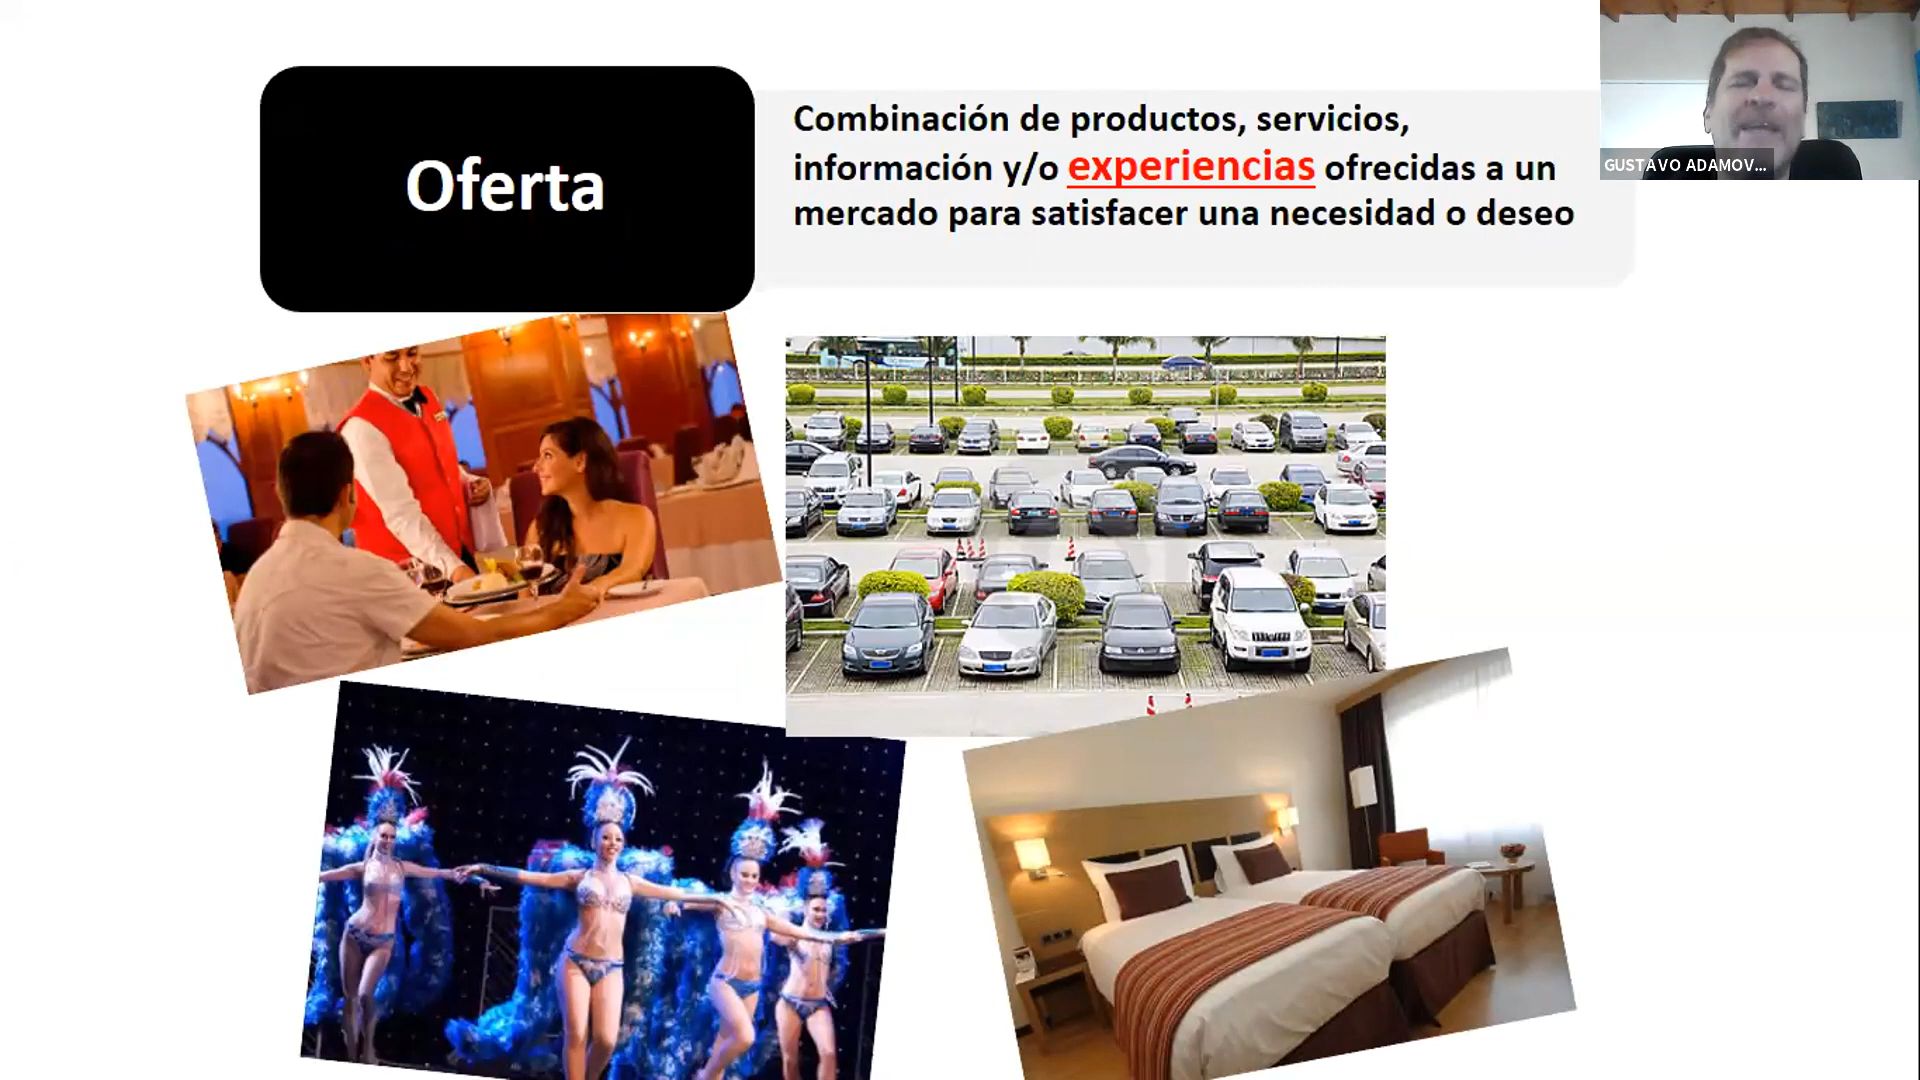 Oferta
Combinación de productos, servicios,
información y/o experiencias ofrecidas a un
mercado para satisfacer una necesidad o deseo
GUSTAVO ADAMOV...